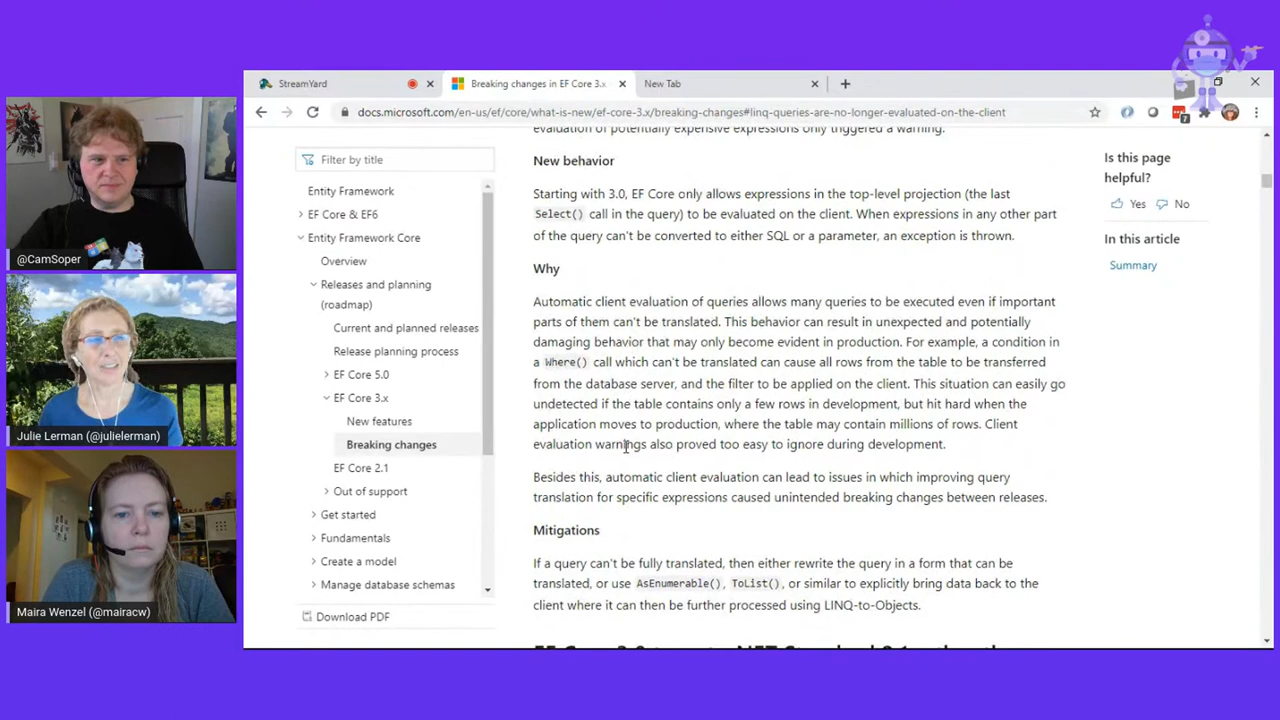 StreamYard
Breaking changes in EF Core 3.x
New Tab
docs.microsoft.com/en-us/ef/core/what-is-new/ef-core-3.x/breaking-changes#linq-queries-are-no-longer-evaluated-on-the-client
7
@CamSoper
Julie Lerman (@julielerman)
Maira Wenzel (@mairacw)
Filter by title
Entity Framework
EF Core & EF6
Entity Framework Core
Overview
Releases and planning
(roadmap)
Current and planned releases
Release planning process
EF Core 5.0
EF Core 3.x
New features
Breaking changes
EF Core 2.1
Out of support
Get started
Fundamentals
Create a model
Manage database schemas
Download PDF
evaluation of potentially expensive expressions only triggered a warning.
New behavior
Starting with 3.0, EF Core only allows expressions in the top-level projection (the last
Select() call in the query) to be evaluated on the client. When expressions in any other part
of the query can't be converted to either SQL or a parameter, an exception is thrown.
Why
Automatic client evaluation of queries allows many queries to be executed even if important
parts of them can't be translated. This behavior can result in unexpected and potentially
damaging behavior that may only become evident in production. For example, a condition in
a Where() call which can't be translated can cause all rows from the table to be transferred
from the database server, and the filter to be applied on the client. This situation can easily go
undetected if the table contains only a few rows in development, but hit hard when the
application moves to production, where the table may contain millions of rows. Client
evaluation warnings also proved too easy to ignore during development.
Besides this, automatic client evaluation can lead to issues in which improving query
translation for specific expressions caused unintended breaking changes between releases.
Mitigations
If a query can't be fully translated, then either rewrite the query in a form that can be
translated, or use AsEnumerable(), ToList(), or similar to explicitly bring data back to the
client where it can then be further processed using LINQ-to-Objects.
Is this page
helpful?
Yes
No
In this article
Summary